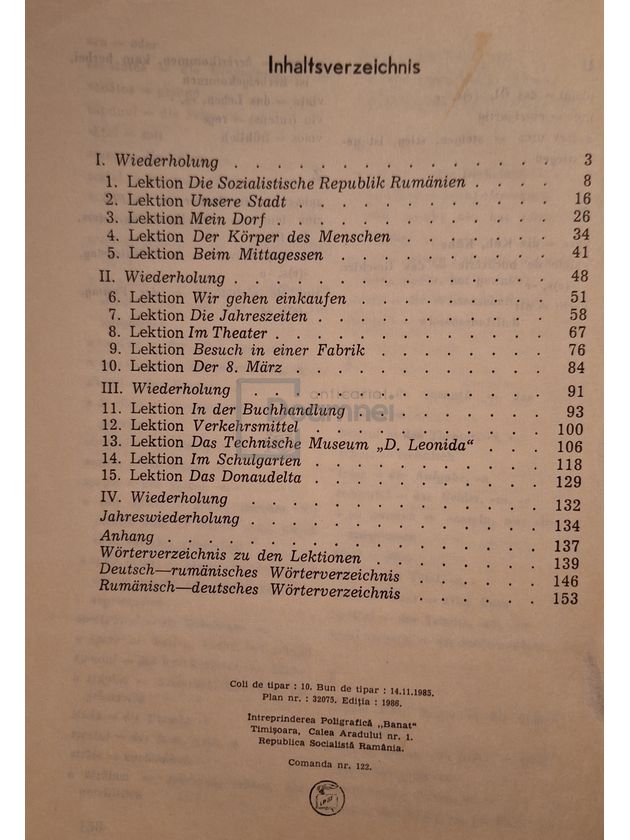 Inhaltsverzeichnis
I. Wiederholung . . . . . . . . . . . . . . . 3
1. Lektion Die Sozialistische Republik Rumänien . . . . 8
2. Lektion Unsere Stadt . . . . . . . . . . . . 16
3. Lektion Mein Dorf . . . . . . . . . . . . . 26
4. Lektion Der Körper des Menschen . . . . . . . 34
5. Lektion Beim Mittagessen . . . . . . . . . . 41
II. Wiederholung . . . . . . . . . . . . . . . 48
6. Lektion Wir gehen einkaufen . . . . . . . . . 51
7. Lektion Die Jahreszeiten . . . . . . . . . . . 58
8. Lektion Im Theater . . . . . . . . . . . . . 67
9. Lektion Besuch in einer Fabrik . . . . . . . . 76
10. Lektion Der 8. März . . . . . . . . . . . . 84
III. Wiederholung . . . . . . . . . . . . . . 91
anticariat
Doamnei
11. Lektion In der Buchhandlung . . . . . . . . 93
12. Lektion Verkehrsmittel . . . . . . . . . . . 100
13. Lektion Das Technische Museum „D. Leonida“ . . . 106
14. Lektion Im Schulgarten . . . . . . . . . . . 118
15. Lektion Das Donaudelta . . . . . . . . . . . 129
IV. Wiederholung . . . . . . . . . . . . . . 132
Jahreswiederholung . . . . . . . . . . . . . . 134
Anhang . . . . . . . . . . . . . . . . . . 137
Wörterverzeichnis zu den Lektionen . . . . . . . . 139
Deutsch—rumänisches Wörterverzeichnis . . . . . . 146
Rumänisch—deutsches Wörterverzeichnis . . . . . . 153
Coli de tipar : 10. Bun de tipar : 14.11.1985.
Plan nr. : 32075. Ediția : 1986.
Întreprinderea Poligrafică „Banat“
Timișoara, Calea Aradului nr. 1.
Republica Socialistă România.
Comanda nr. 122.